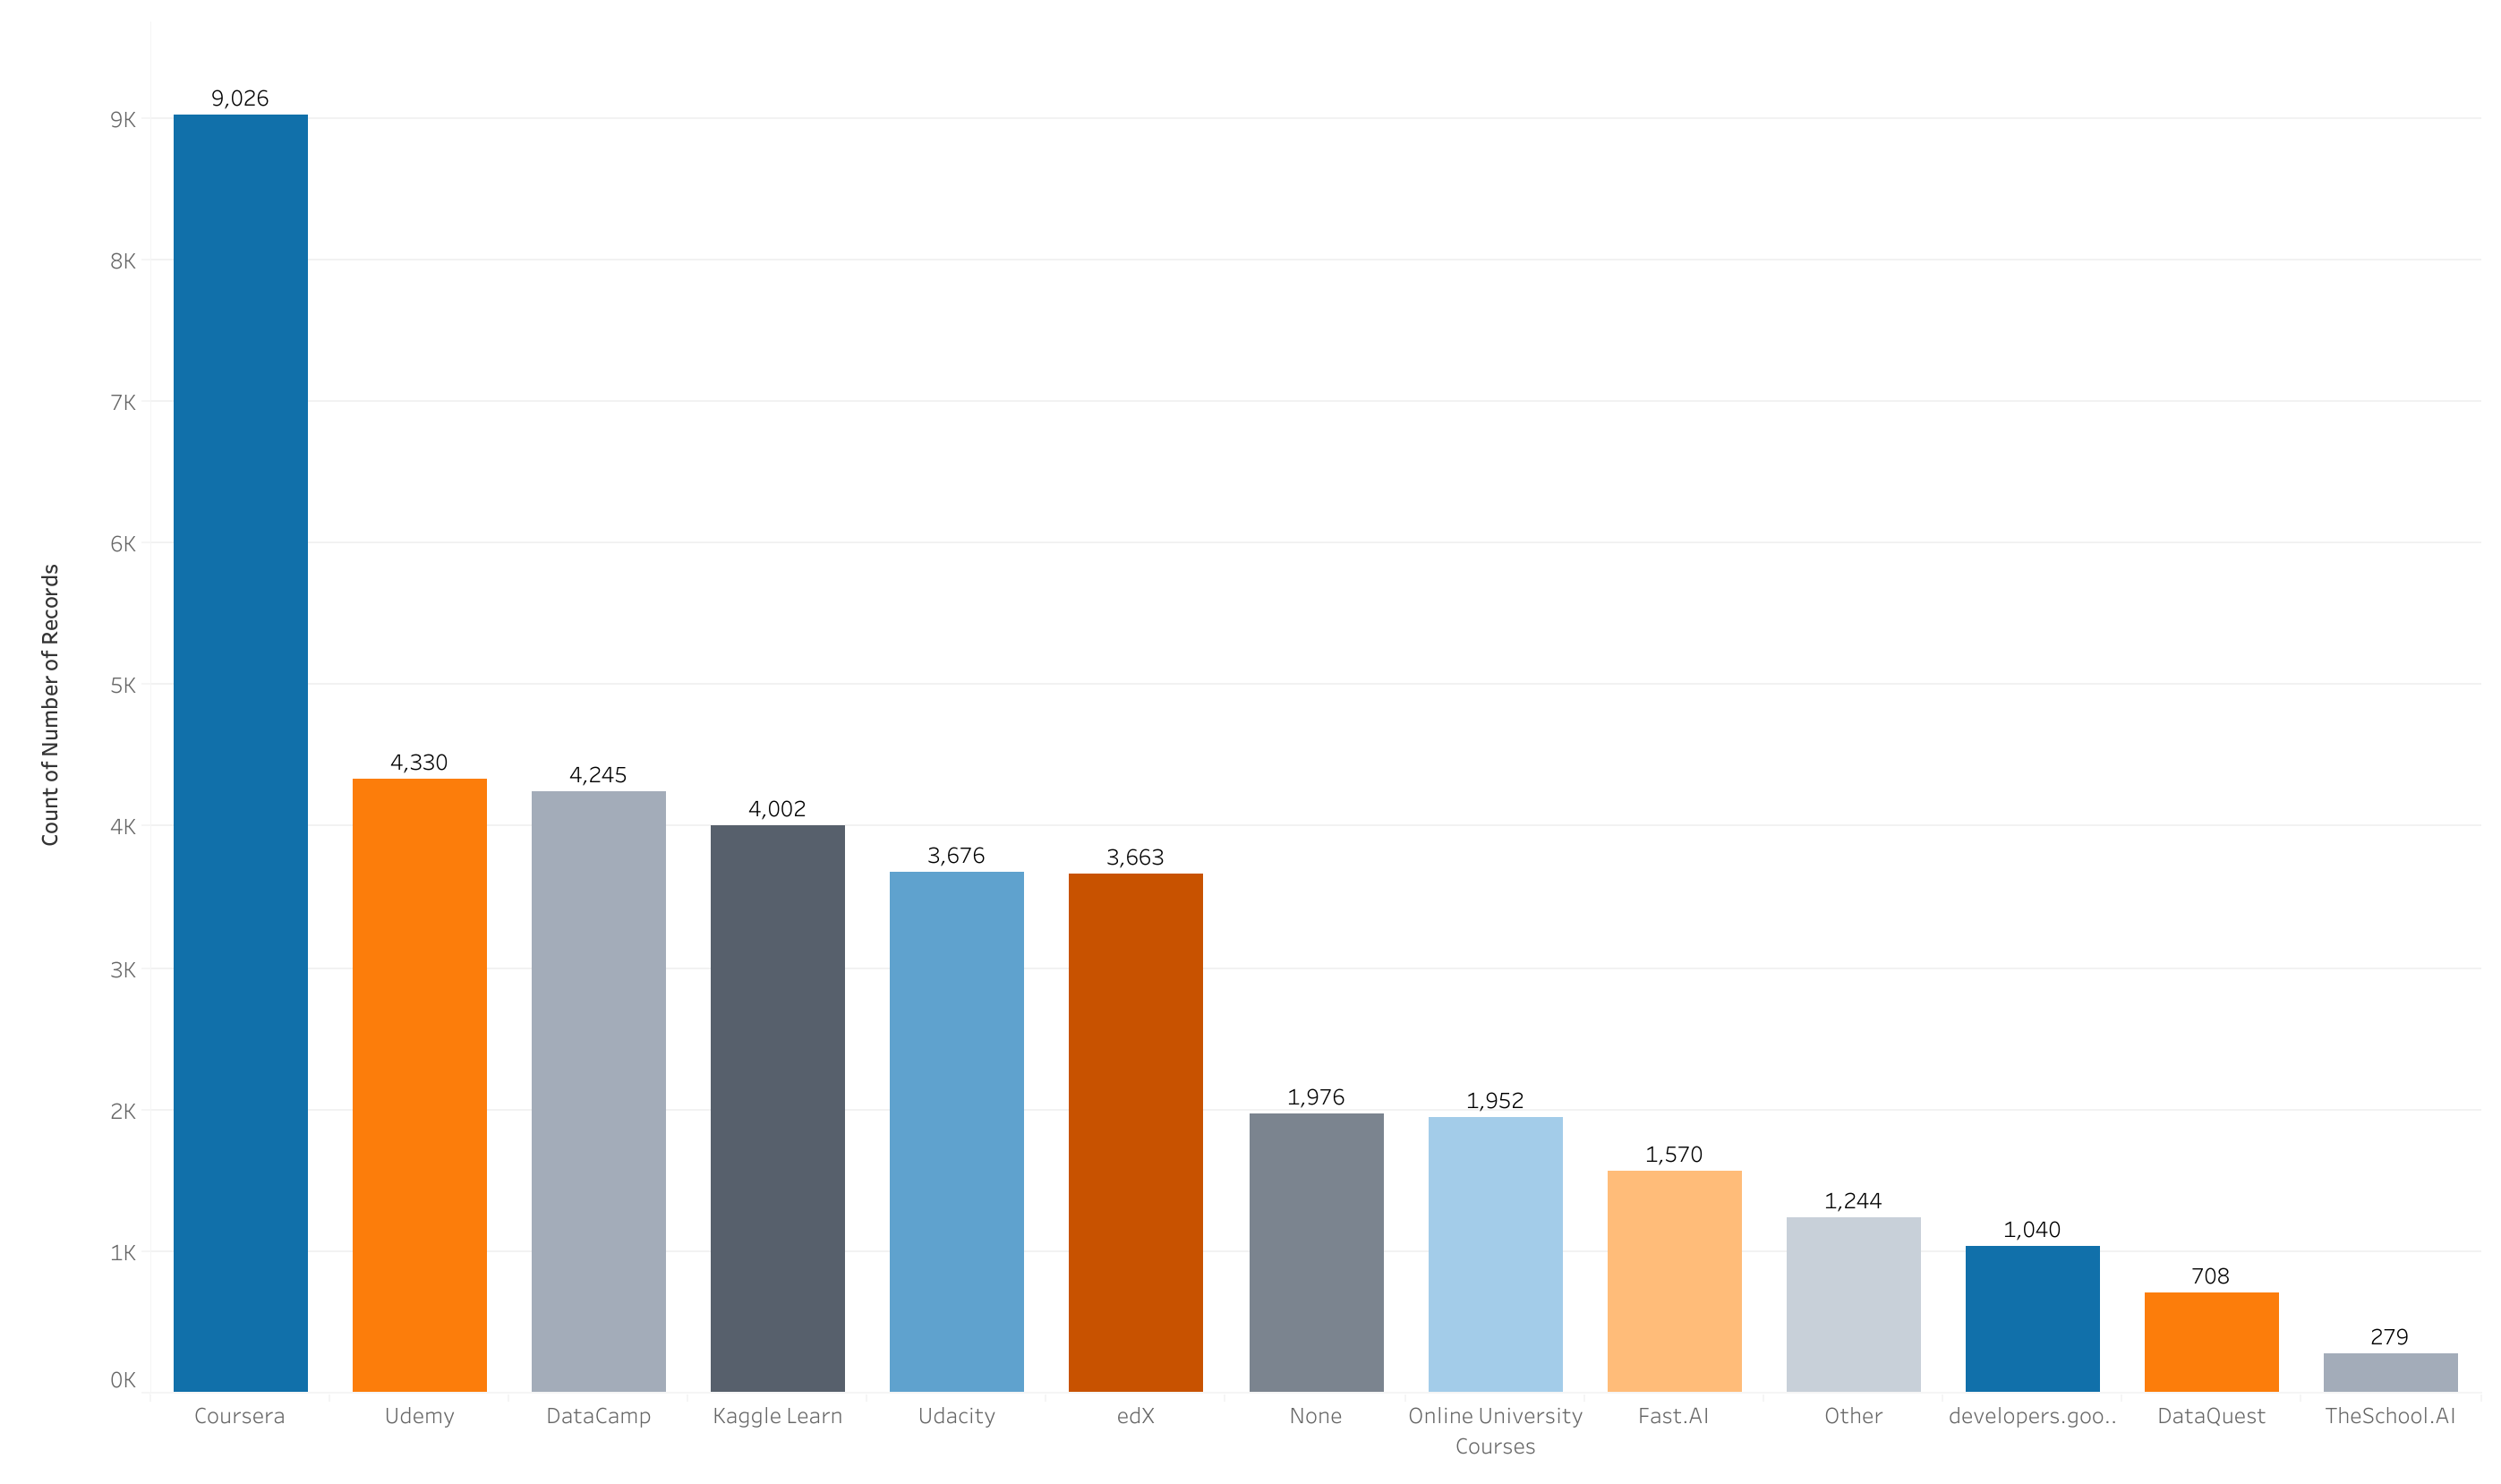 9,026
9K
8K
7K
6K
5K
4K
3K
2K
1K
0K
Count of Number of Records
4,330
4,245
4,002
3,676
3,663
1,976
1,952
1,570
1,244
1,040
708
279
Coursera
Udemy
DataCamp
Kaggle Learn
Udacity
edX
None
Online University
Courses
Fast.AI
Other
developers.goo..
DataQuest
TheSchool.AI